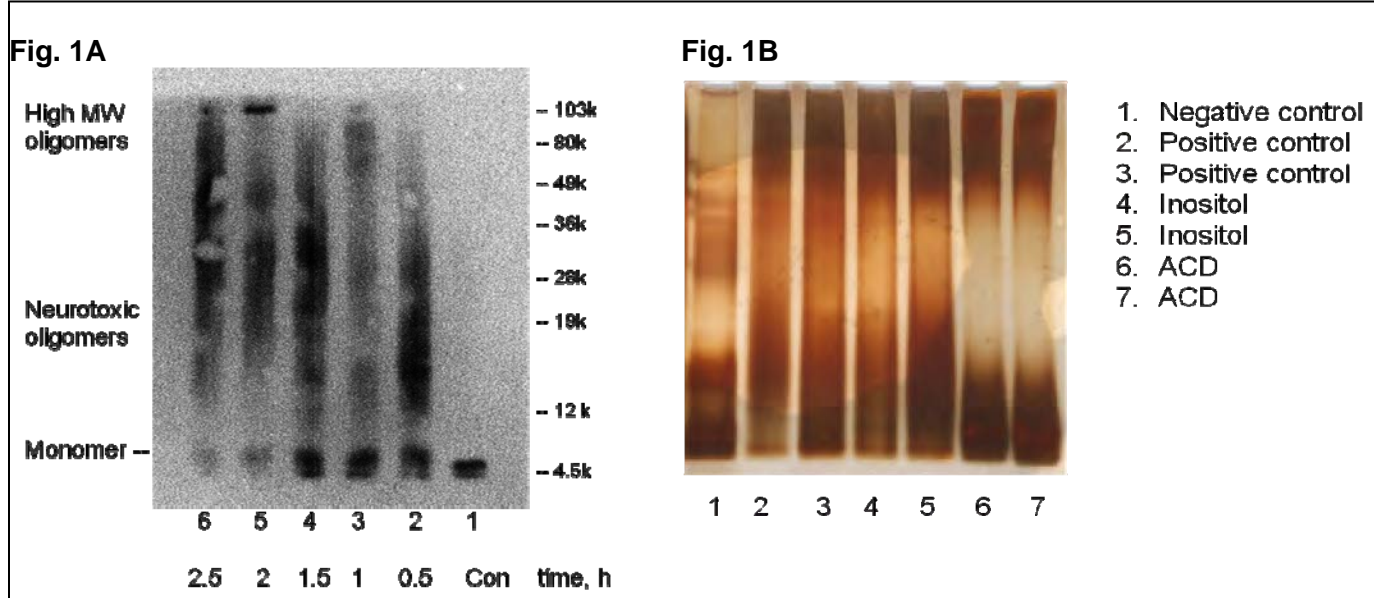 Fig. 1A
High MW
oligomers
Neurotoxic
oligomers
Monomer --
-- 103k
-- 80k
-- 49k
-- 36k
-- 28k
-- 19k
-- 12 k
-- 4.5k
6 5 4 3 2 1
2.5 2 1.5 1 0.5 Con time, h
Fig. 1B
1. Negative control
2. Positive control
3. Positive control
4. Inositol
5. Inositol
6. ACD
7. ACD
1 2 3 4 5 6 7